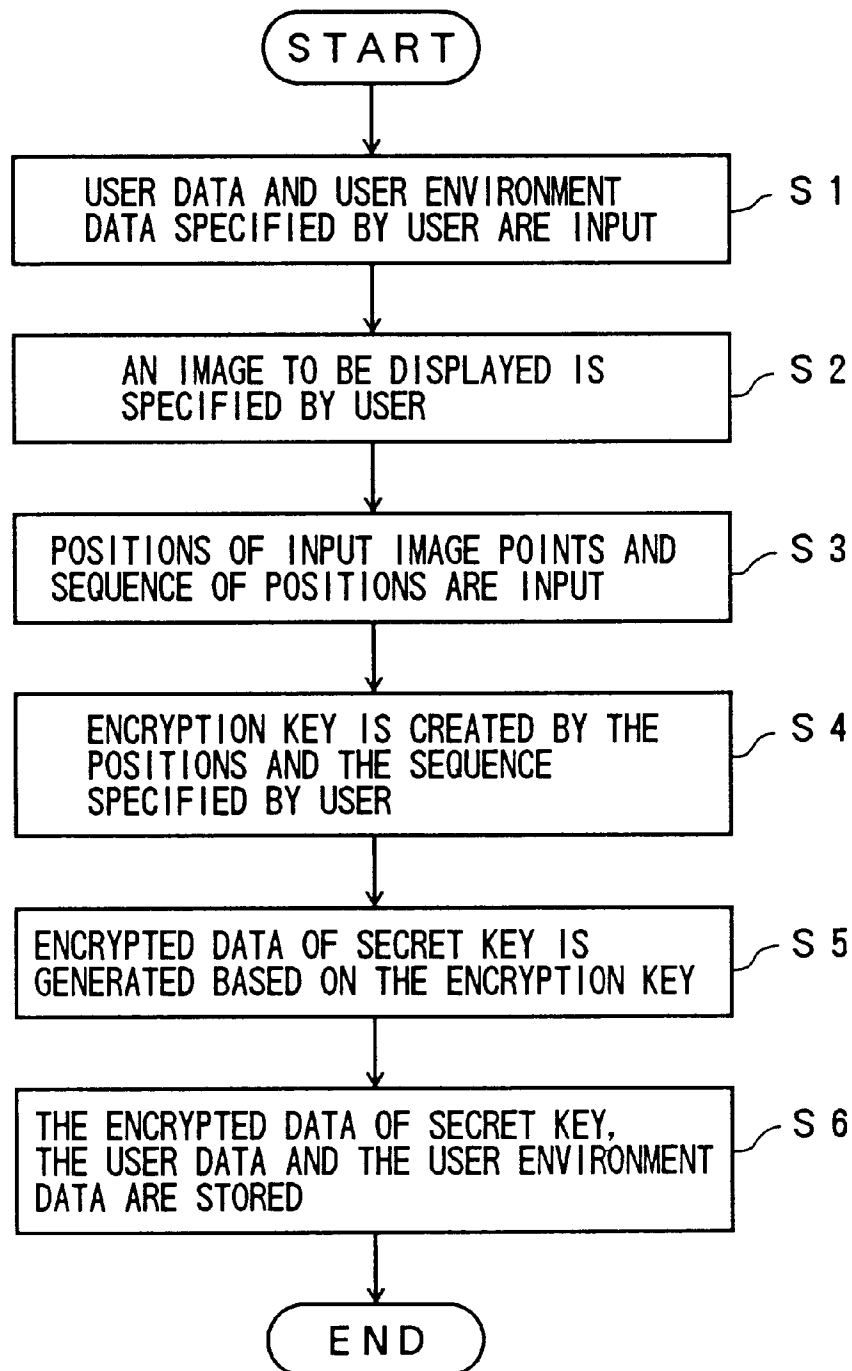 START
USER DATA AND USER ENVIRONMENT
DATA SPECIFIED BY USER ARE INPUT
S 1
AN IMAGE TO BE DISPLAYED IS
SPECIFIED BY USER
S 2
POSITIONS OF INPUT IMAGE POINTS AND
SEQUENCE OF POSITIONS ARE INPUT
S 3
ENCRYPTION KEY IS CREATED BY THE
POSITIONS AND THE SEQUENCE
SPECIFIED BY USER
S 4
ENCRYPTED DATA OF SECRET KEY IS
GENERATED BASED ON THE ENCRYPTION KEY
S 5
THE ENCRYPTED DATA OF SECRET KEY,
THE USER DATA AND THE USER ENVIRONMENT
DATA ARE STORED
S 6
END